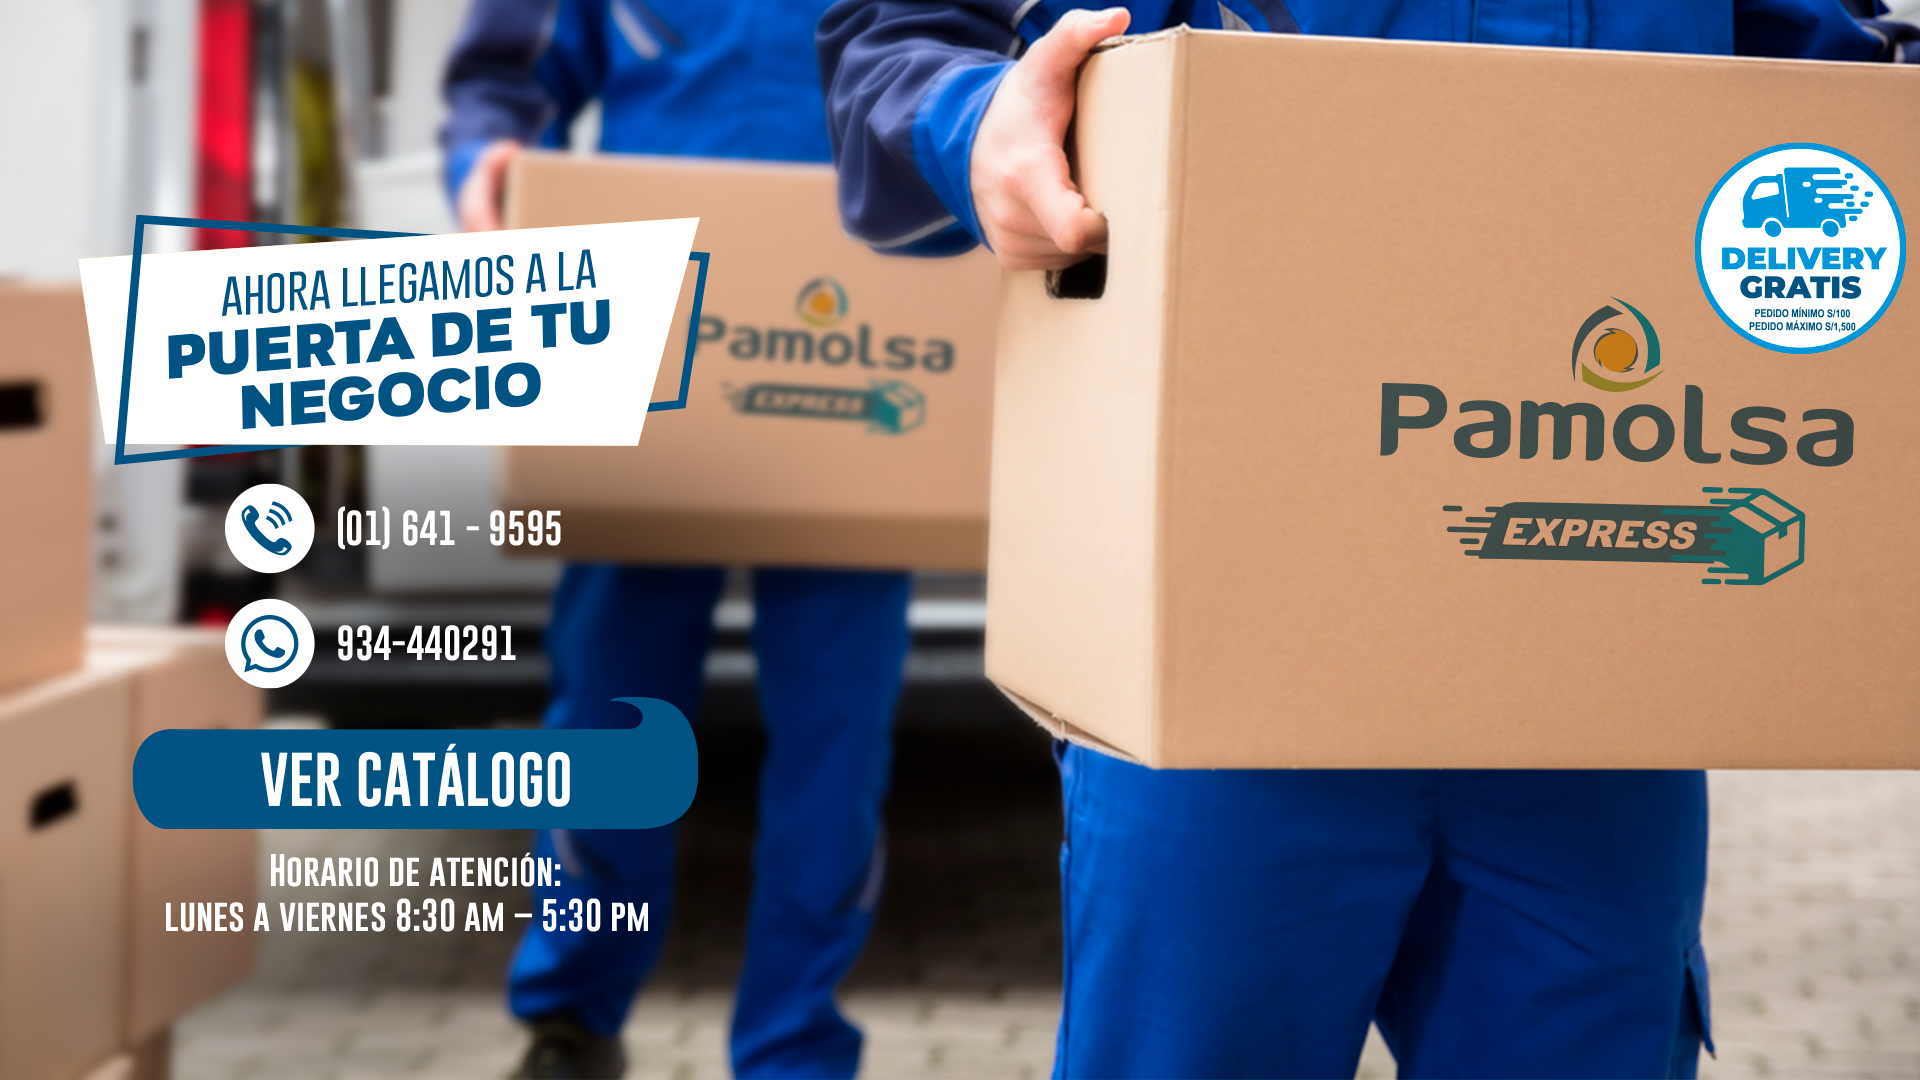 AHORA LLEGAMOS A LA
PUERTA DE TU
NEGOCIO
(01) 641 - 9595
934-440291
VER CATÁLOGO
HORARIO DE ATENCIÓN:
LUNES A VIERNES 8:30 AM – 5:30 PM
Pamolsa
EXPRESS
DELIVERY
GRATIS
PEDIDO MÍNIMO S/100
PEDIDO MÁXIMO S/1,500
Pamolsa
EXPRESS